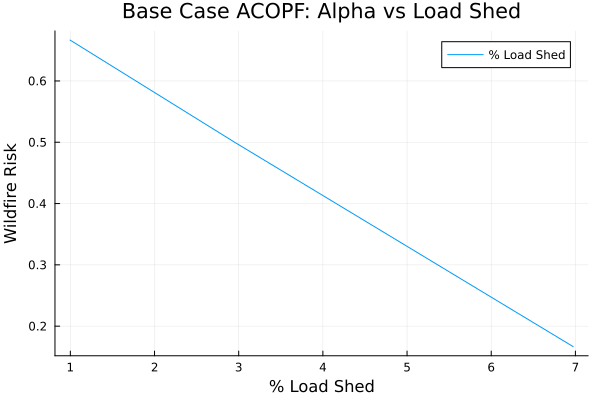 Base Case ACOPF: Alpha vs Load Shed
% Load Shed
Wildfire Risk
0.6
0.5
0.4
0.3
0.2
1 2 3 4 5 6 7
% Load Shed